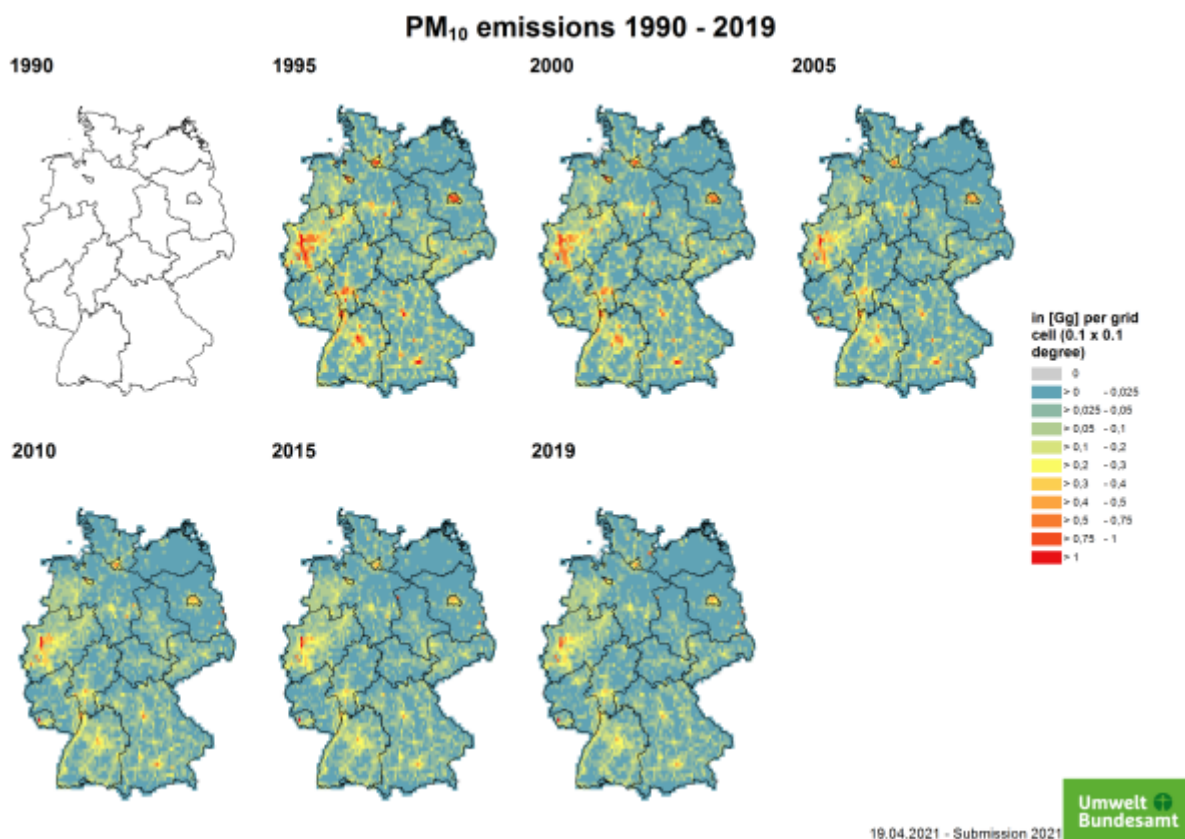 PM₁₀ emissions 1990 - 2019
1990
1995
2000
2005
in [Gg] per grid
cell (0.1 x 0.1
degree)
0
> 0 - 0,025
> 0,025 - 0,05
> 0,05 - 0,1
> 0,1 - 0,2
> 0,2 - 0,3
> 0,3 - 0,4
> 0,4 - 0,5
> 0,5 - 0,75
> 0,75 - 1
> 1
2010
2015
2019
Umwelt
Bundesamt
19.04.2021 - Submission 2021